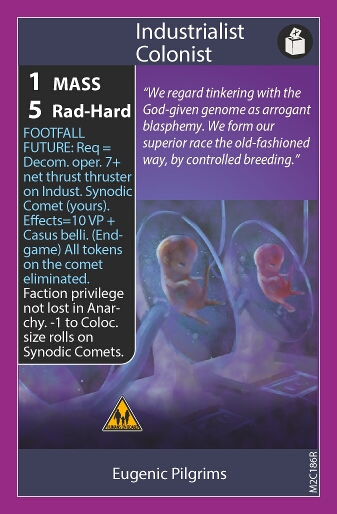 Industrialist
Colonist
1 MASS
5 Rad-Hard
FOOTFALL
FUTURE: Req =
Decom. oper. 7+
net thrust thruster
on Indust. Synodic
Comet (yours).
Effects=10 VP +
Casus belli. (End-
game) All tokens
on the comet
eliminated.
Faction privilege
not lost in Anar-
chy. -1 to Coloc.
size rolls on
Synodic Comets.
“We regard tinkering with the
God-given genome as arrogant
blasphemy. We form our
superior race the old-fashioned
way, by controlled breeding.”
Eugenic Pilgrims
M2C186R